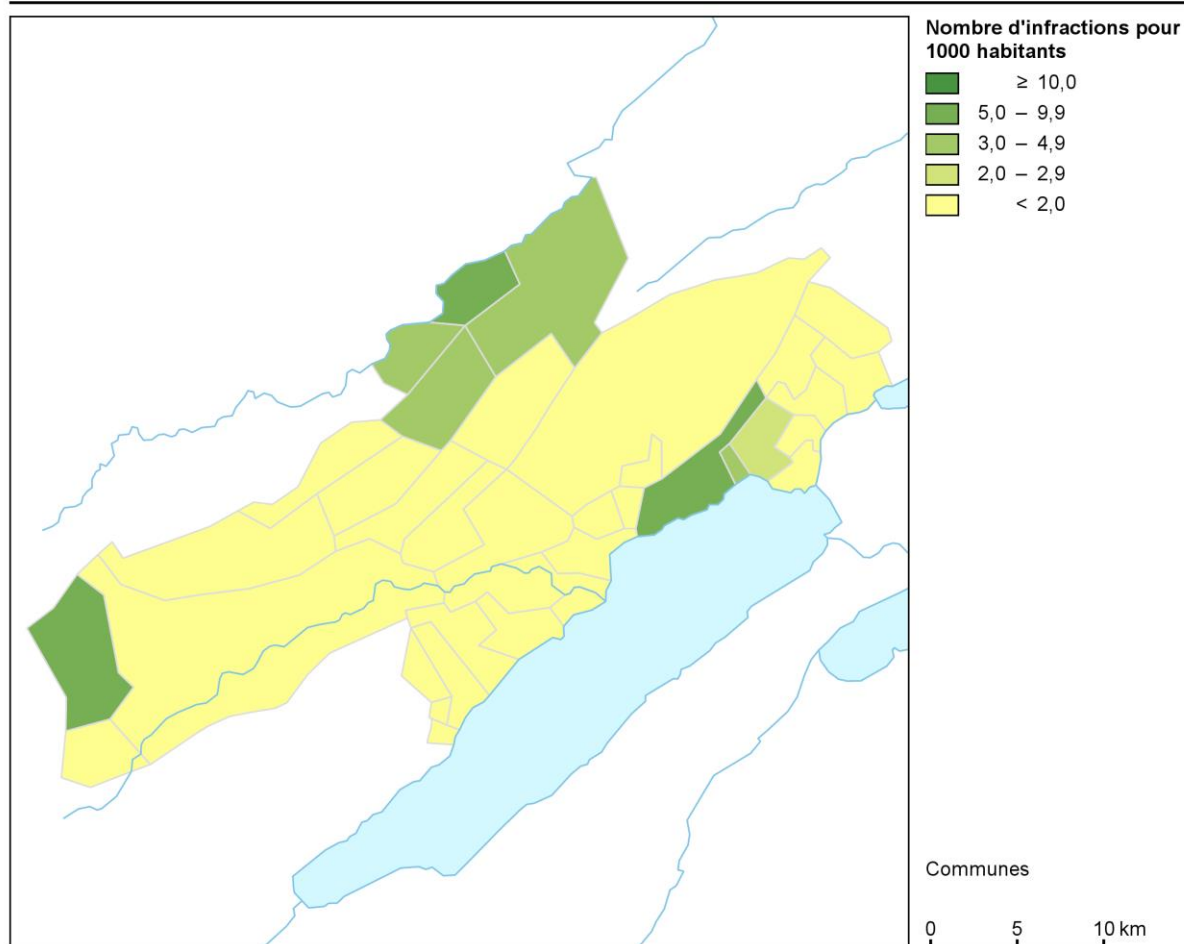 Nombre d'infractions pour
1000 habitants
≥ 10,0
5,0 – 9,9
3,0 – 4,9
2,0 – 2,9
< 2,0
Communes
0 5 10 km